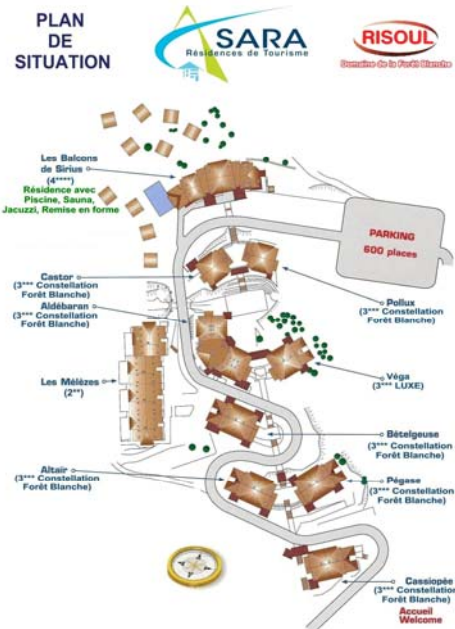 PLAN
DE
SITUATION
SARA
Résidences de Tourisme
RISOUL
Domaine de la Forêt Blanche
Les Balcons
de Sirius
(4****)
Résidence avec
Piscine, Sauna,
Jacuzzi, Remise en forme
PARKING
600 places
Castor
(3*** Constellation
Forêt Blanche)
Pollux
(3*** Constellation
Forêt Blanche)
Aldébaran
(3*** Constellation
Forêt Blanche)
Les Mélèzes
(2**)
Véga
(3*** LUXE)
Bételgeuse
(3*** Constellation
Forêt Blanche)
Altaïr
(3*** Constellation
Forêt Blanche)
Pégase
(3*** Constellation
Forêt Blanche)
Cassiopée
(3*** Constellation
Forêt Blanche)
Accueil
Welcome